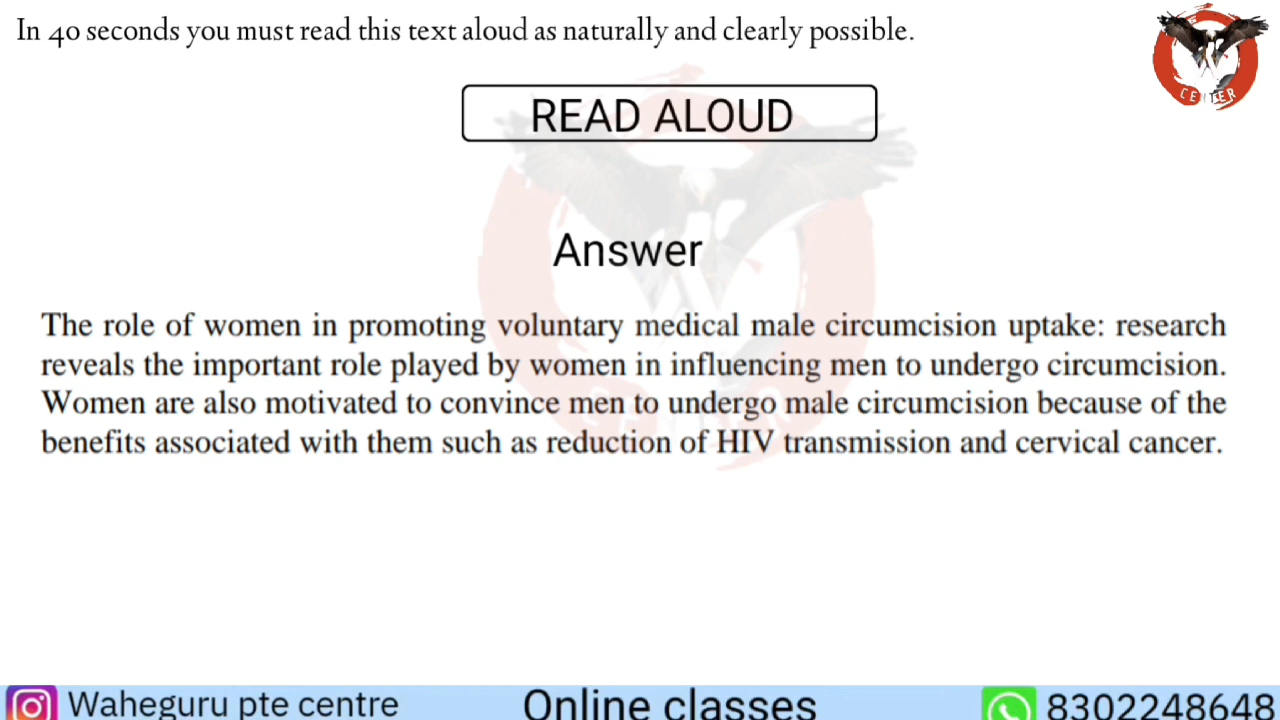 In 40 seconds you must read this text aloud as naturally and clearly possible.
CENTER
READ ALOUD
Answer
The role of women in promoting voluntary medical male circumcision uptake: research
reveals the important role played by women in influencing men to undergo circumcision.
Women are also motivated to convince men to undergo male circumcision because of the
benefits associated with them such as reduction of HIV transmission and cervical cancer.
Waheguru pte centre
Online classes
8302248648